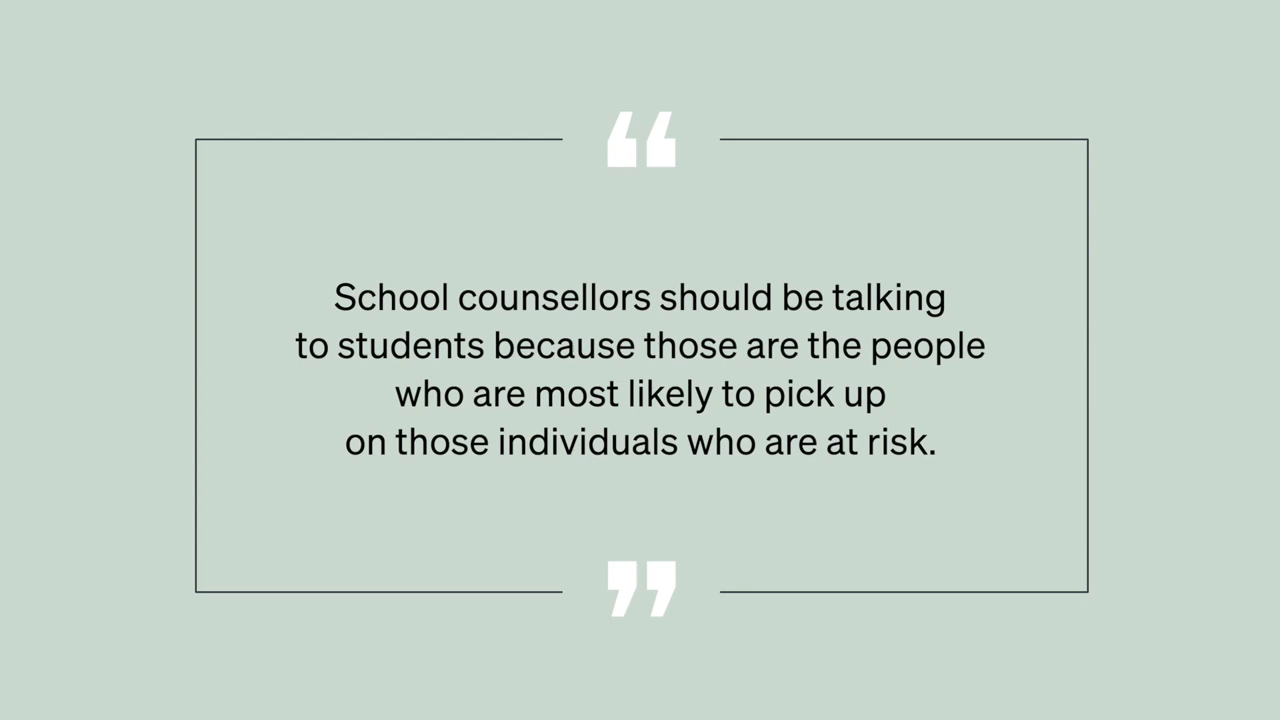 “
School counsellors should be talking
to students because those are the people
who are most likely to pick up
on those individuals who are at risk.
”